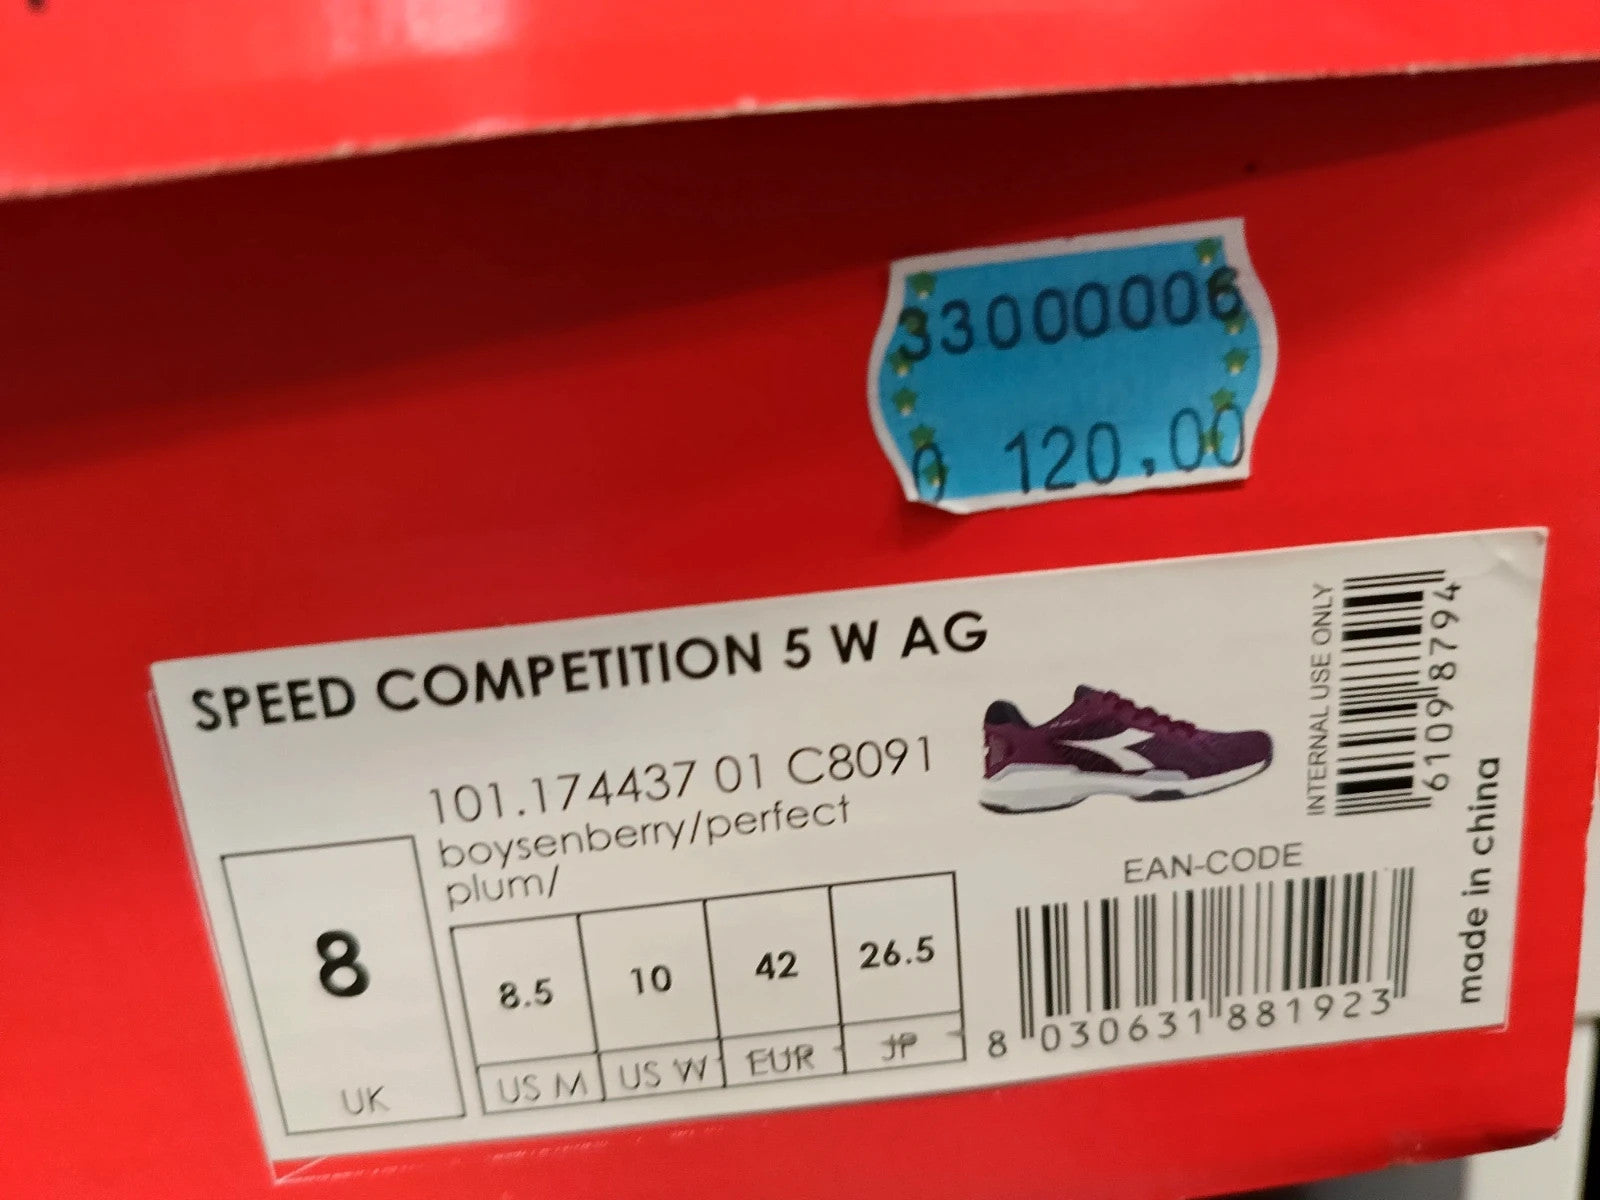 33000006
0 120.00
SPEED COMPETITION 5 W AG
101.174437 01 C8091
boysenberry/perfect
plum/
8
UK
8.5 10 42 26.5
US M US W EUR JP
INTERNAL USE ONLY
6109"8794
EAN-CODE
8 "030631"881923"
made in china